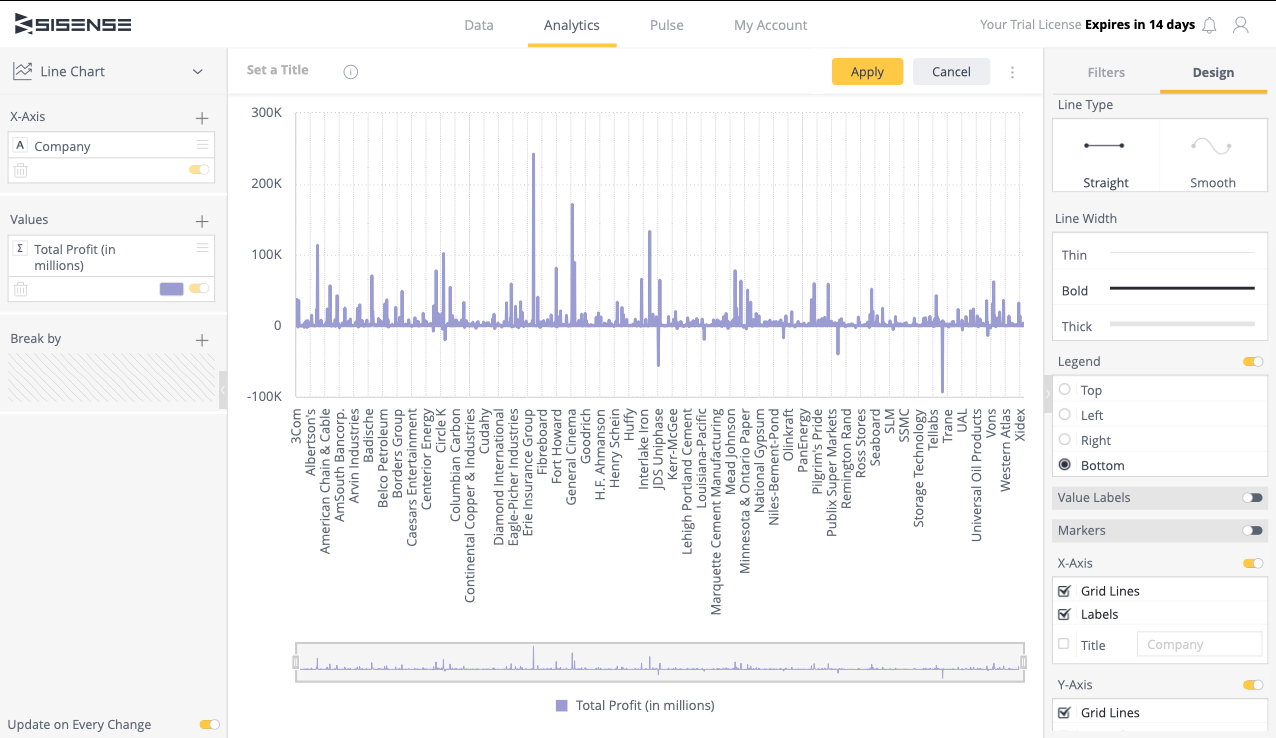 SISENSE
Data
Analytics
Pulse
My Account
Your Trial License Expires in 14 days
Line Chart
X-Axis
A
Company
Values
Σ
Total Profit (in
millions)
Break by
Update on Every Change
Set a Title
Apply
Cancel
300K
200K
100K
0
-100K
3Com
Albertson's
American Chain & Cable
AmSouth Bancorp.
Arvin Industries
Badische
Belco Petroleum
Borders Group
Caesars Entertainment
Centerior Energy
Circle K
Columbian Carbon
Continental Copper & Industries
Cudahy
Diamond International
Eagle-Picher Industries
Erie Insurance Group
Fibreboard
Fort Howard
General Cinema
Goodrich
H.F. Ahmanson
Henry Schein
Huffy
Interlake Iron
JDS Uniphase
Kerr-McGee
Lehigh Portland Cement
Louisiana-Pacific
Marquette Cement Manufacturing
Mead Johnson
Minnesota & Ontario Paper
National Gypsum
Niles-Bement-Pond
Olinkraft
PanEnergy
Pilgrim's Pride
Publix Super Markets
Remington Rand
Ross Stores
Seaboard
SLM
SSMC
Storage Technology
Tellabs
Trane
UAL
Universal Oil Products
Vons
Western Atlas
Xidex
Total Profit (in millions)
Filters
Design
Line Type
Straight
Smooth
Line Width
Thin
Bold
Thick
Legend
Top
Left
Right
Bottom
Value Labels
Markers
X-Axis
Grid Lines
Labels
Title
Company
Y-Axis
Grid Lines